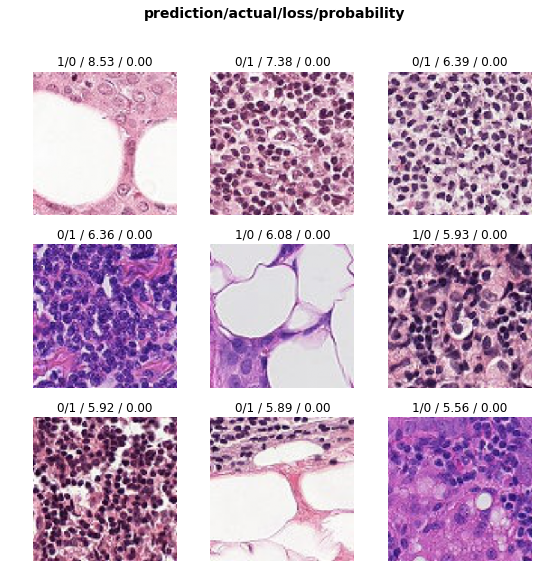 prediction/actual/loss/probability
1/0 / 8.53 / 0.00
0/1 / 7.38 / 0.00
0/1 / 6.39 / 0.00
0/1 / 6.36 / 0.00
1/0 / 6.08 / 0.00
1/0 / 5.93 / 0.00
0/1 / 5.92 / 0.00
0/1 / 5.89 / 0.00
1/0 / 5.56 / 0.00